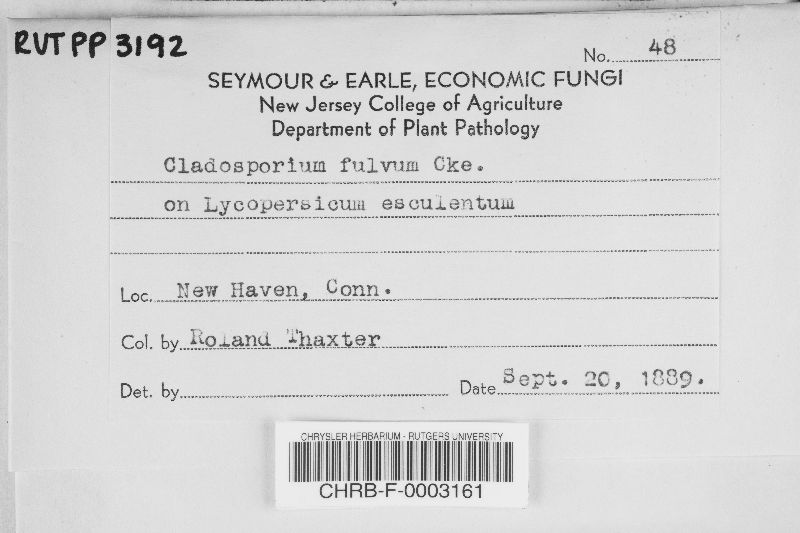 RUTPP 3192
No. 48
SEYMOUR & EARLE, ECONOMIC FUNGI
New Jersey College of Agriculture
Department of Plant Pathology
Cladosporium fulvum Cke.
on Lycopersicum esculentum
Loc. New Haven, Conn.
Col. by Roland Thaxter
Det. by
Date Sept. 20, 1889.
CHRYSLER HERBARIUM - RUTGERS UNIVERSITY
CHRB-F-0003161